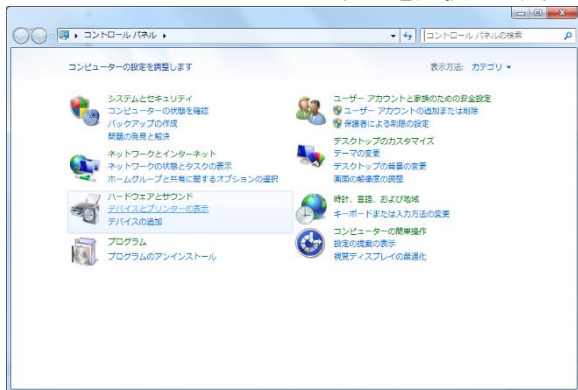 コントロール パネル
コントロール パネルの検索
コンピューターの設定を調整します
表示方法: カテゴリ
システムとセキュリティ
コンピューターの状態を確認
バックアップの作成
問題の発見と解決
ネットワークとインターネット
ネットワークの状態とタスクの表示
ホームグループと共有に関するオプションの選択
ハードウェアとサウンド
デバイスとプリンターの表示
デバイスの追加
プログラム
プログラムのアンインストール
ユーザー アカウントと家族のための安全設定
ユーザー アカウントの追加または削除
保護者による制限の設定
デスクトップのカスタマイズ
テーマの変更
デスクトップの背景の変更
画面の解像度の調整
時計、言語、および地域
キーボードまたは入力方法の変更
コンピューターの簡単操作
設定の提案の表示
視覚ディスプレイの最適化